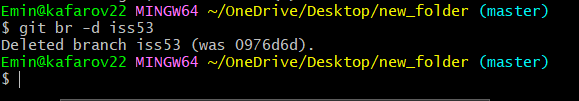 Emin@kafarov22 MINGW64 ~/OneDrive/Desktop/new_folder (master)
$ git br -d iss53
Deleted branch iss53 (was 0976d6d).
Emin@kafarov22 MINGW64 ~/OneDrive/Desktop/new_folder (master)
$